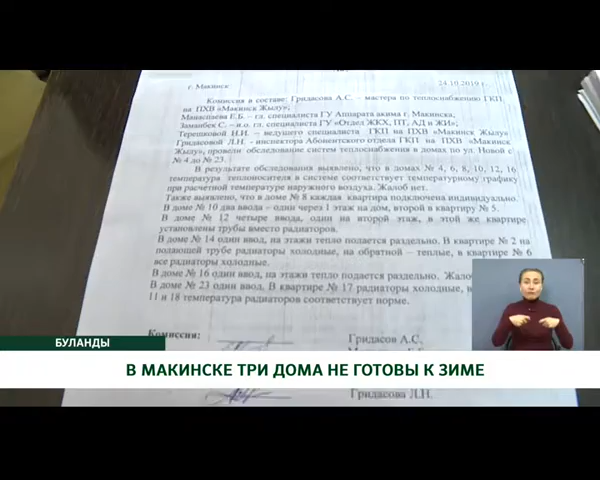 г. Макинск 24.10.2019 г.
Комиссия в составе: Гридасова А.С. – мастера по теплоснабжению ГКП
на ПХВ «Макинск Жылу»;
Манаспаева Е.Б. – гл. специалиста ГУ Аппарата акима г. Макинска,
Заманбек С. – и.о. гл. специалиста ГУ «Отдел ЖКХ, ПТ, АД и ЖИ»;
Терешковой Н.И. – ведущего специалиста ГКП на ПХВ «Макинск Жылу»
Гридасовой Л.Н. - инспектора Абонентского отдела ГКП на ПХВ «Макинск
Жылу», провели обследование систем теплоснабжения в домах по ул. Новой с
№ 4 до № 23.
В результате обследования выявлено, что в домах № 4, 6, 8, 10, 12, 16
температура теплоносителя в системе соответствует температурному графику
при расчетной температуре наружного воздуха. Жалоб нет.
Также выявлено, что в доме № 8 каждая квартира подключена индивидуально.
В доме № 10 два ввода – один через 1 этаж на дом, второй в квартиру № 5.
В доме № 12 четыре ввода, один на второй этаж, в этой же квартире
установлены трубы вместо радиаторов.
В доме № 14 один ввод, на этажи тепло подается раздельно. В квартире № 2 на
подающей трубе радиаторы холодные, на обратной – теплые, в квартире № 6
все радиаторы холодные.
В доме № 16 один ввод, на этажи тепло подается раздельно.
В доме № 23 один ввод. В квартире № 17 радиаторы холодные,
11 и 18 температура радиаторов соответствует норме.
Комиссия: Гридасов А.С.
БУЛАНДЫ
В МАКИНСКЕ ТРИ ДОМА НЕ ГОТОВЫ К ЗИМЕ
Гридасова Л.Н.